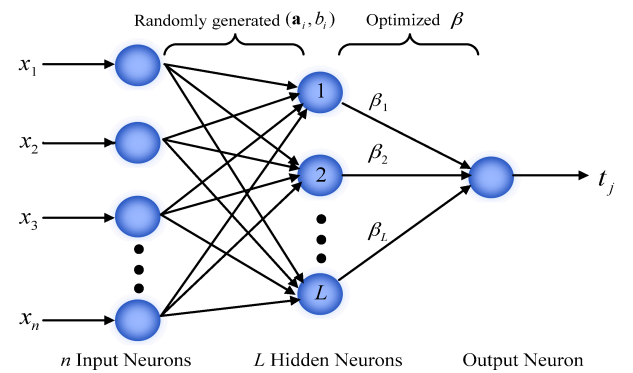 Randomly generated (a_i, b_i)
Optimized β
x_1
x_2
x_3
x_n
1
2
L
β_1
β_2
β_L
t_j
n Input Neurons
L Hidden Neurons
Output Neuron